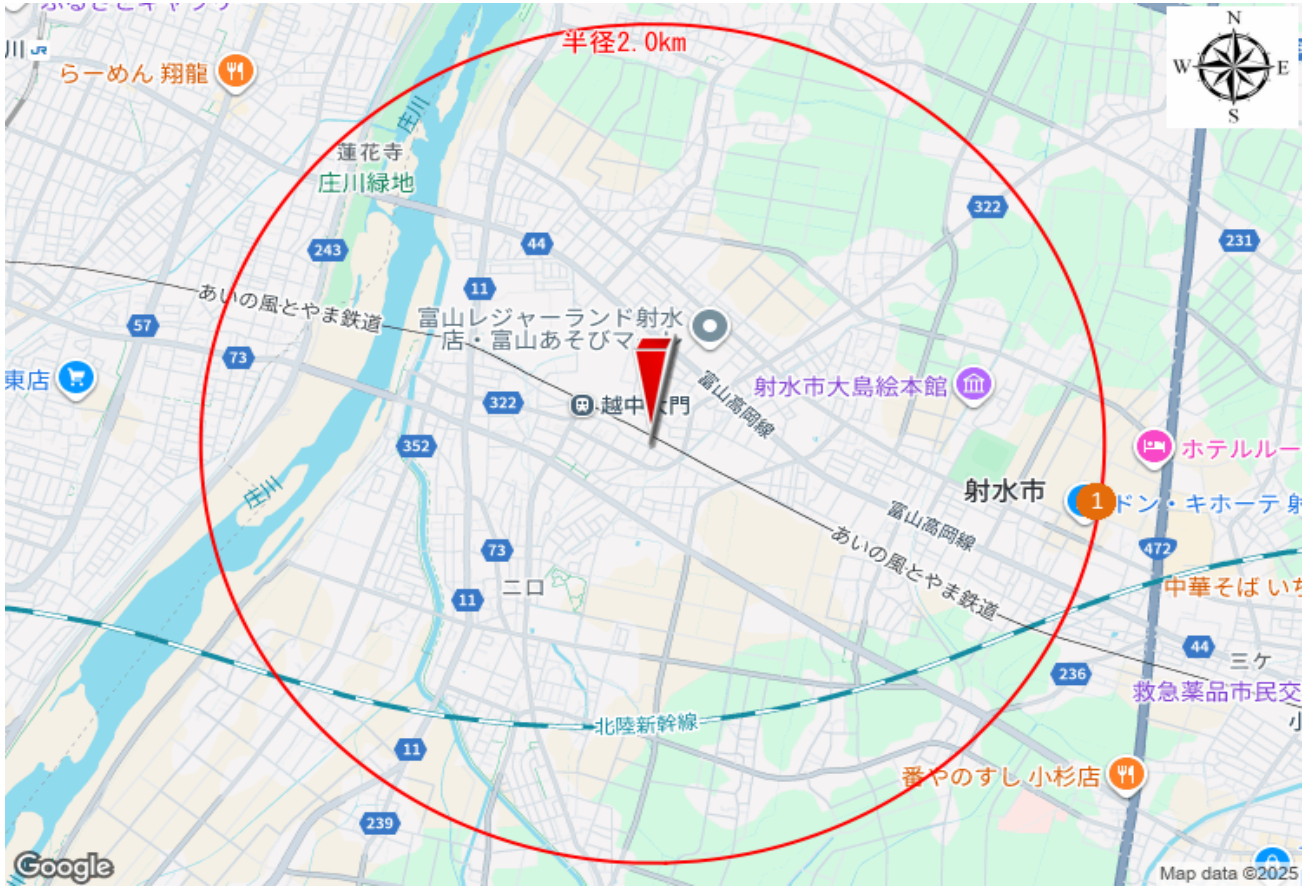 半径2.0km
N
W
E
S
川 JR
らーめん 翔龍
庄川
蓮花寺
庄川緑地
322
243
44
231
11
あいの風とやま鉄道
富山レジャーランド射水
店・富山あそびマ
57
73
東店
富山高岡線
射水市大島絵本館
322
越中大門
352
ホテルルー
射水市
1
ドン・キホーテ 射
庄川
富山高岡線
472
あいの風とやま鉄道
73
二口
中華そば いち
11
44
三ケ
236
救急薬品市民交
小
北陸新幹線
11
番やのすし 小杉店
239
Google
Map data ©2025